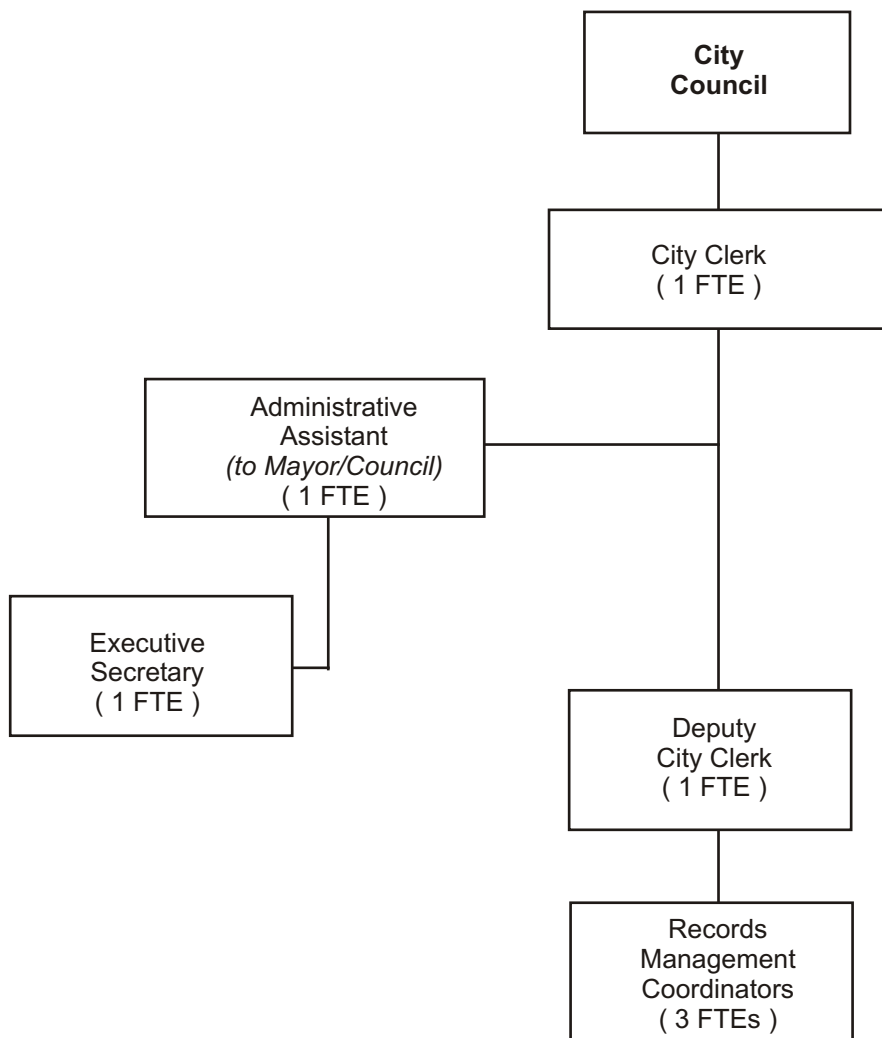 City
Council
City Clerk
( 1 FTE )
Administrative
Assistant
(to Mayor/Council)
( 1 FTE )
Executive
Secretary
( 1 FTE )
Deputy
City Clerk
( 1 FTE )
Records
Management
Coordinators
( 3 FTEs )